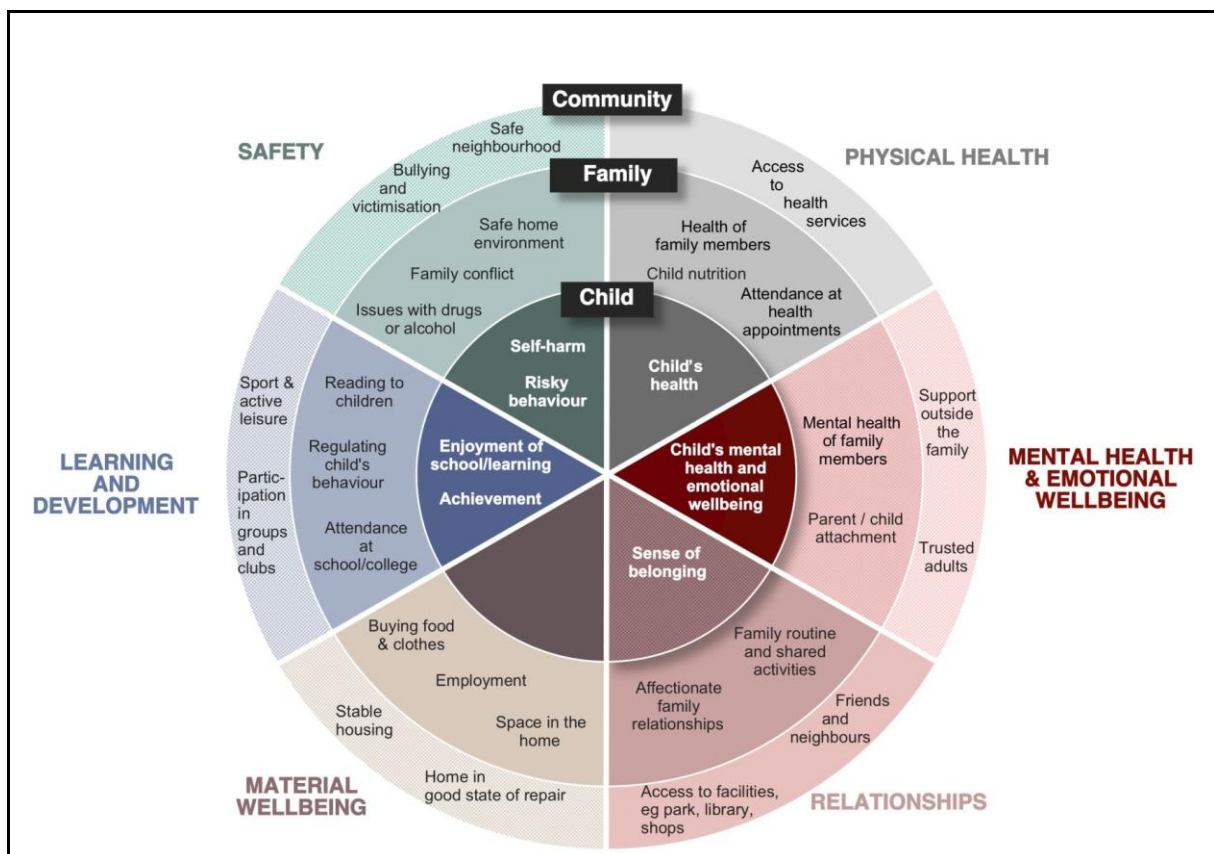 Community
SAFETY
Safe
neighbourhood
Bullying
and
victimisation
Family
PHYSICAL HEALTH
Access
to
health
services
Safe home
environment
Family conflict
Issues with drugs
or alcohol
Health of
family members
Child nutrition
Attendance at
health
appointments
Child
Self-harm
Risky
behaviour
Child's
health
Sport &
active
leisure
Partic-
ipation
in
groups
and
clubs
Reading to
children
Regulating
child's
behaviour
Attendance
at
school/college
Enjoyment of
school/learning
Achievement
LEARNING
AND
DEVELOPMENT
Child's mental
health and
emotional
wellbeing
Mental health
of family
members
Parent / child
attachment
Support
outside
the
family
Trusted
adults
MENTAL HEALTH
& EMOTIONAL
WELLBEING
Sense of
belonging
Buying food
& clothes
Employment
Space in the
home
Stable
housing
Home in
good state of repair
MATERIAL
WELLBEING
Family routine
and shared
activities
Affectionate
family
relationships
Friends
and
neighbours
Access to facilities,
eg park, library,
shops
RELATIONSHIPS